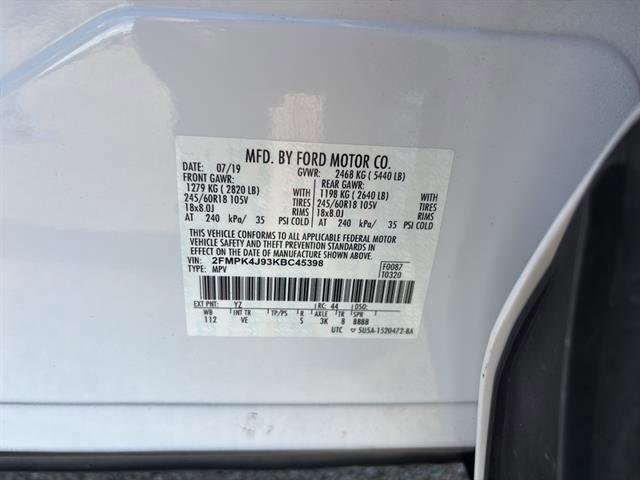 MFD. BY FORD MOTOR CO.
DATE: 07/19 GVWR: 2468 KG ( 5440 LB)
FRONT GAWR: REAR GAWR:
1279 KG ( 2820 LB) WITH 1198 KG ( 2640 LB) WITH
245/60R18 105V TIRES 245/60R18 105V TIRES
18x8.0J RIMS 18x8.0J RIMS
AT 240 kPa/ 35 PSI COLD AT 240 kPa/ 35 PSI COLD
THIS VEHICLE CONFORMS TO ALL APPLICABLE FEDERAL MOTOR
VEHICLE SAFETY AND THEFT PREVENTION STANDARDS IN
EFFECT ON THE DATE OF MANUFACTURE SHOWN ABOVE.
VIN: 2FMPK4J93KBC45398 F0087
TYPE: MPV T0320
EXT PNT: YZ RC: 44 DSO:
WB INT TR TP/PS R AXLE TR SPR
112 VE S 3K 8 BBBB
UTC 5U5A-1520472-BA